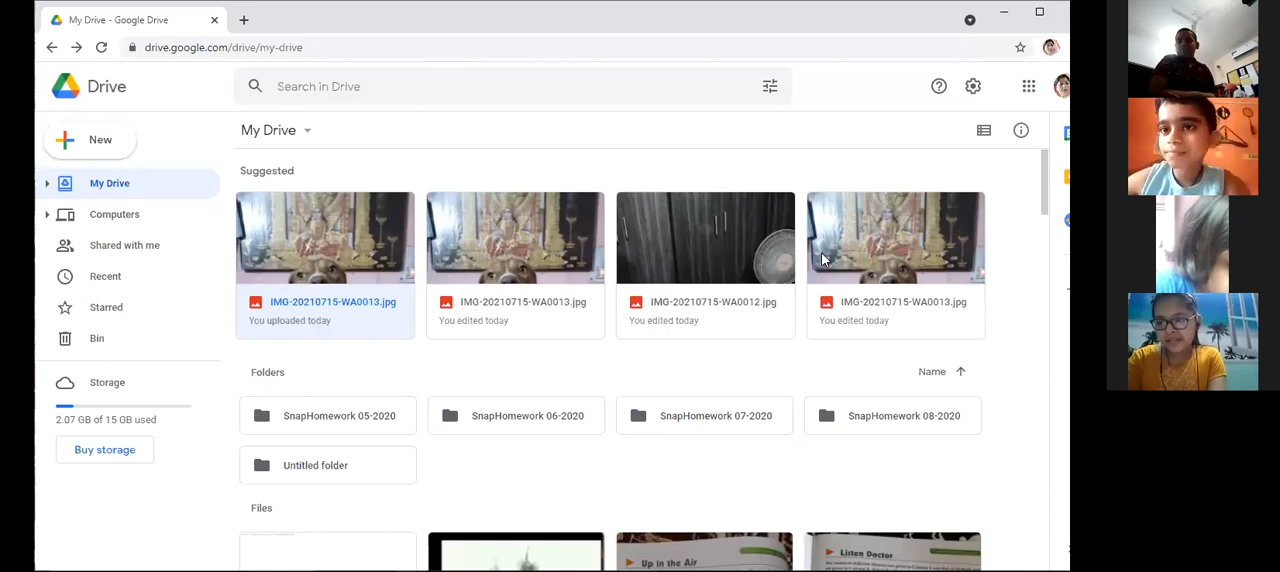 My Drive - Google Drive
drive.google.com/drive/my-drive
Drive
Search in Drive
New
My Drive
Computers
Shared with me
Recent
Starred
Bin
Storage
2.07 GB of 15 GB used
Buy storage
My Drive
Suggested
IMG-20210715-WA0013.jpg
You uploaded today
IMG-20210715-WA0013.jpg
You edited today
IMG-20210715-WA0012.jpg
You edited today
IMG-20210715-WA0013.jpg
You edited today
Folders
Name
SnapHomework 05-2020
SnapHomework 06-2020
SnapHomework 07-2020
SnapHomework 08-2020
Untitled folder
Files
Up in the Air
Listen Doctor